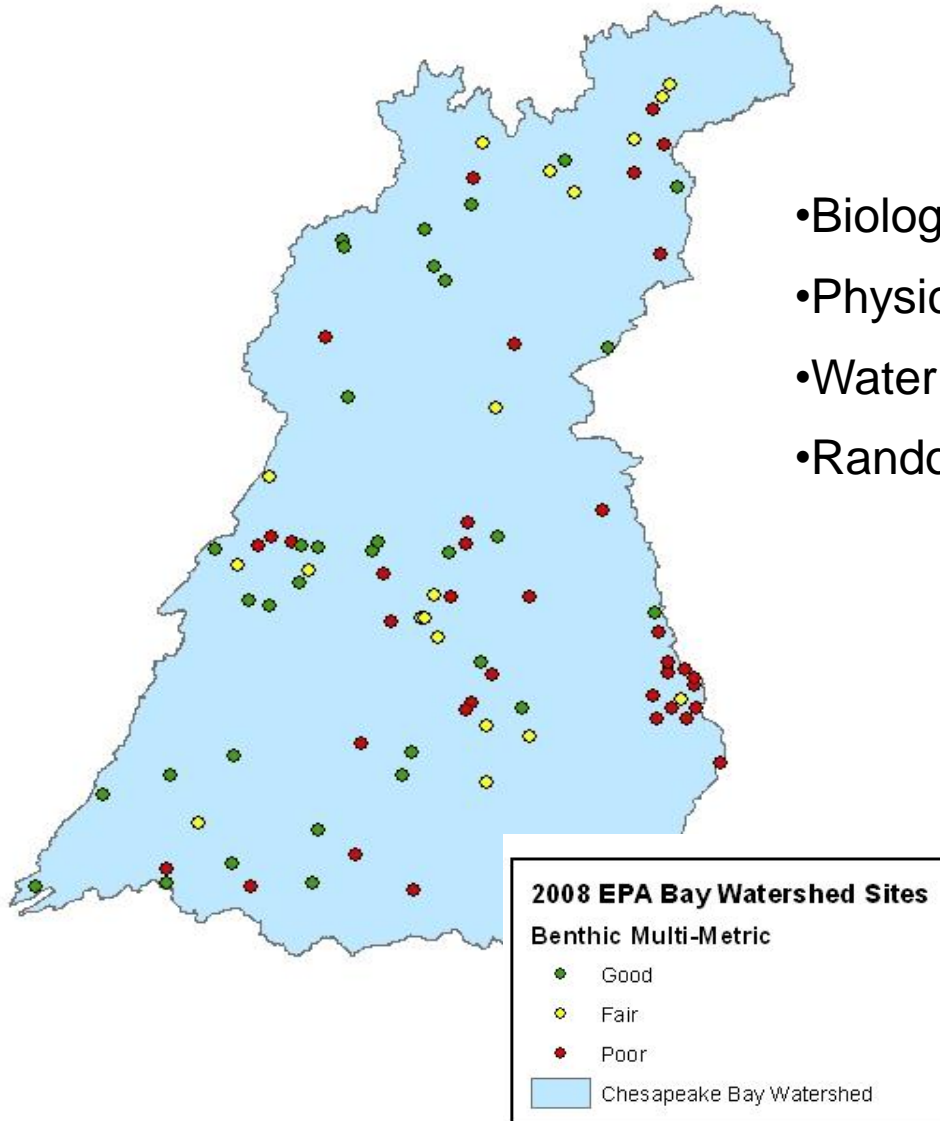 •Biolog
•Physic
•Water
•Rando
2008 EPA Bay Watershed Sites
Benthic Multi-Metric
Good
Fair
Poor
Chesapeake Bay Watershed